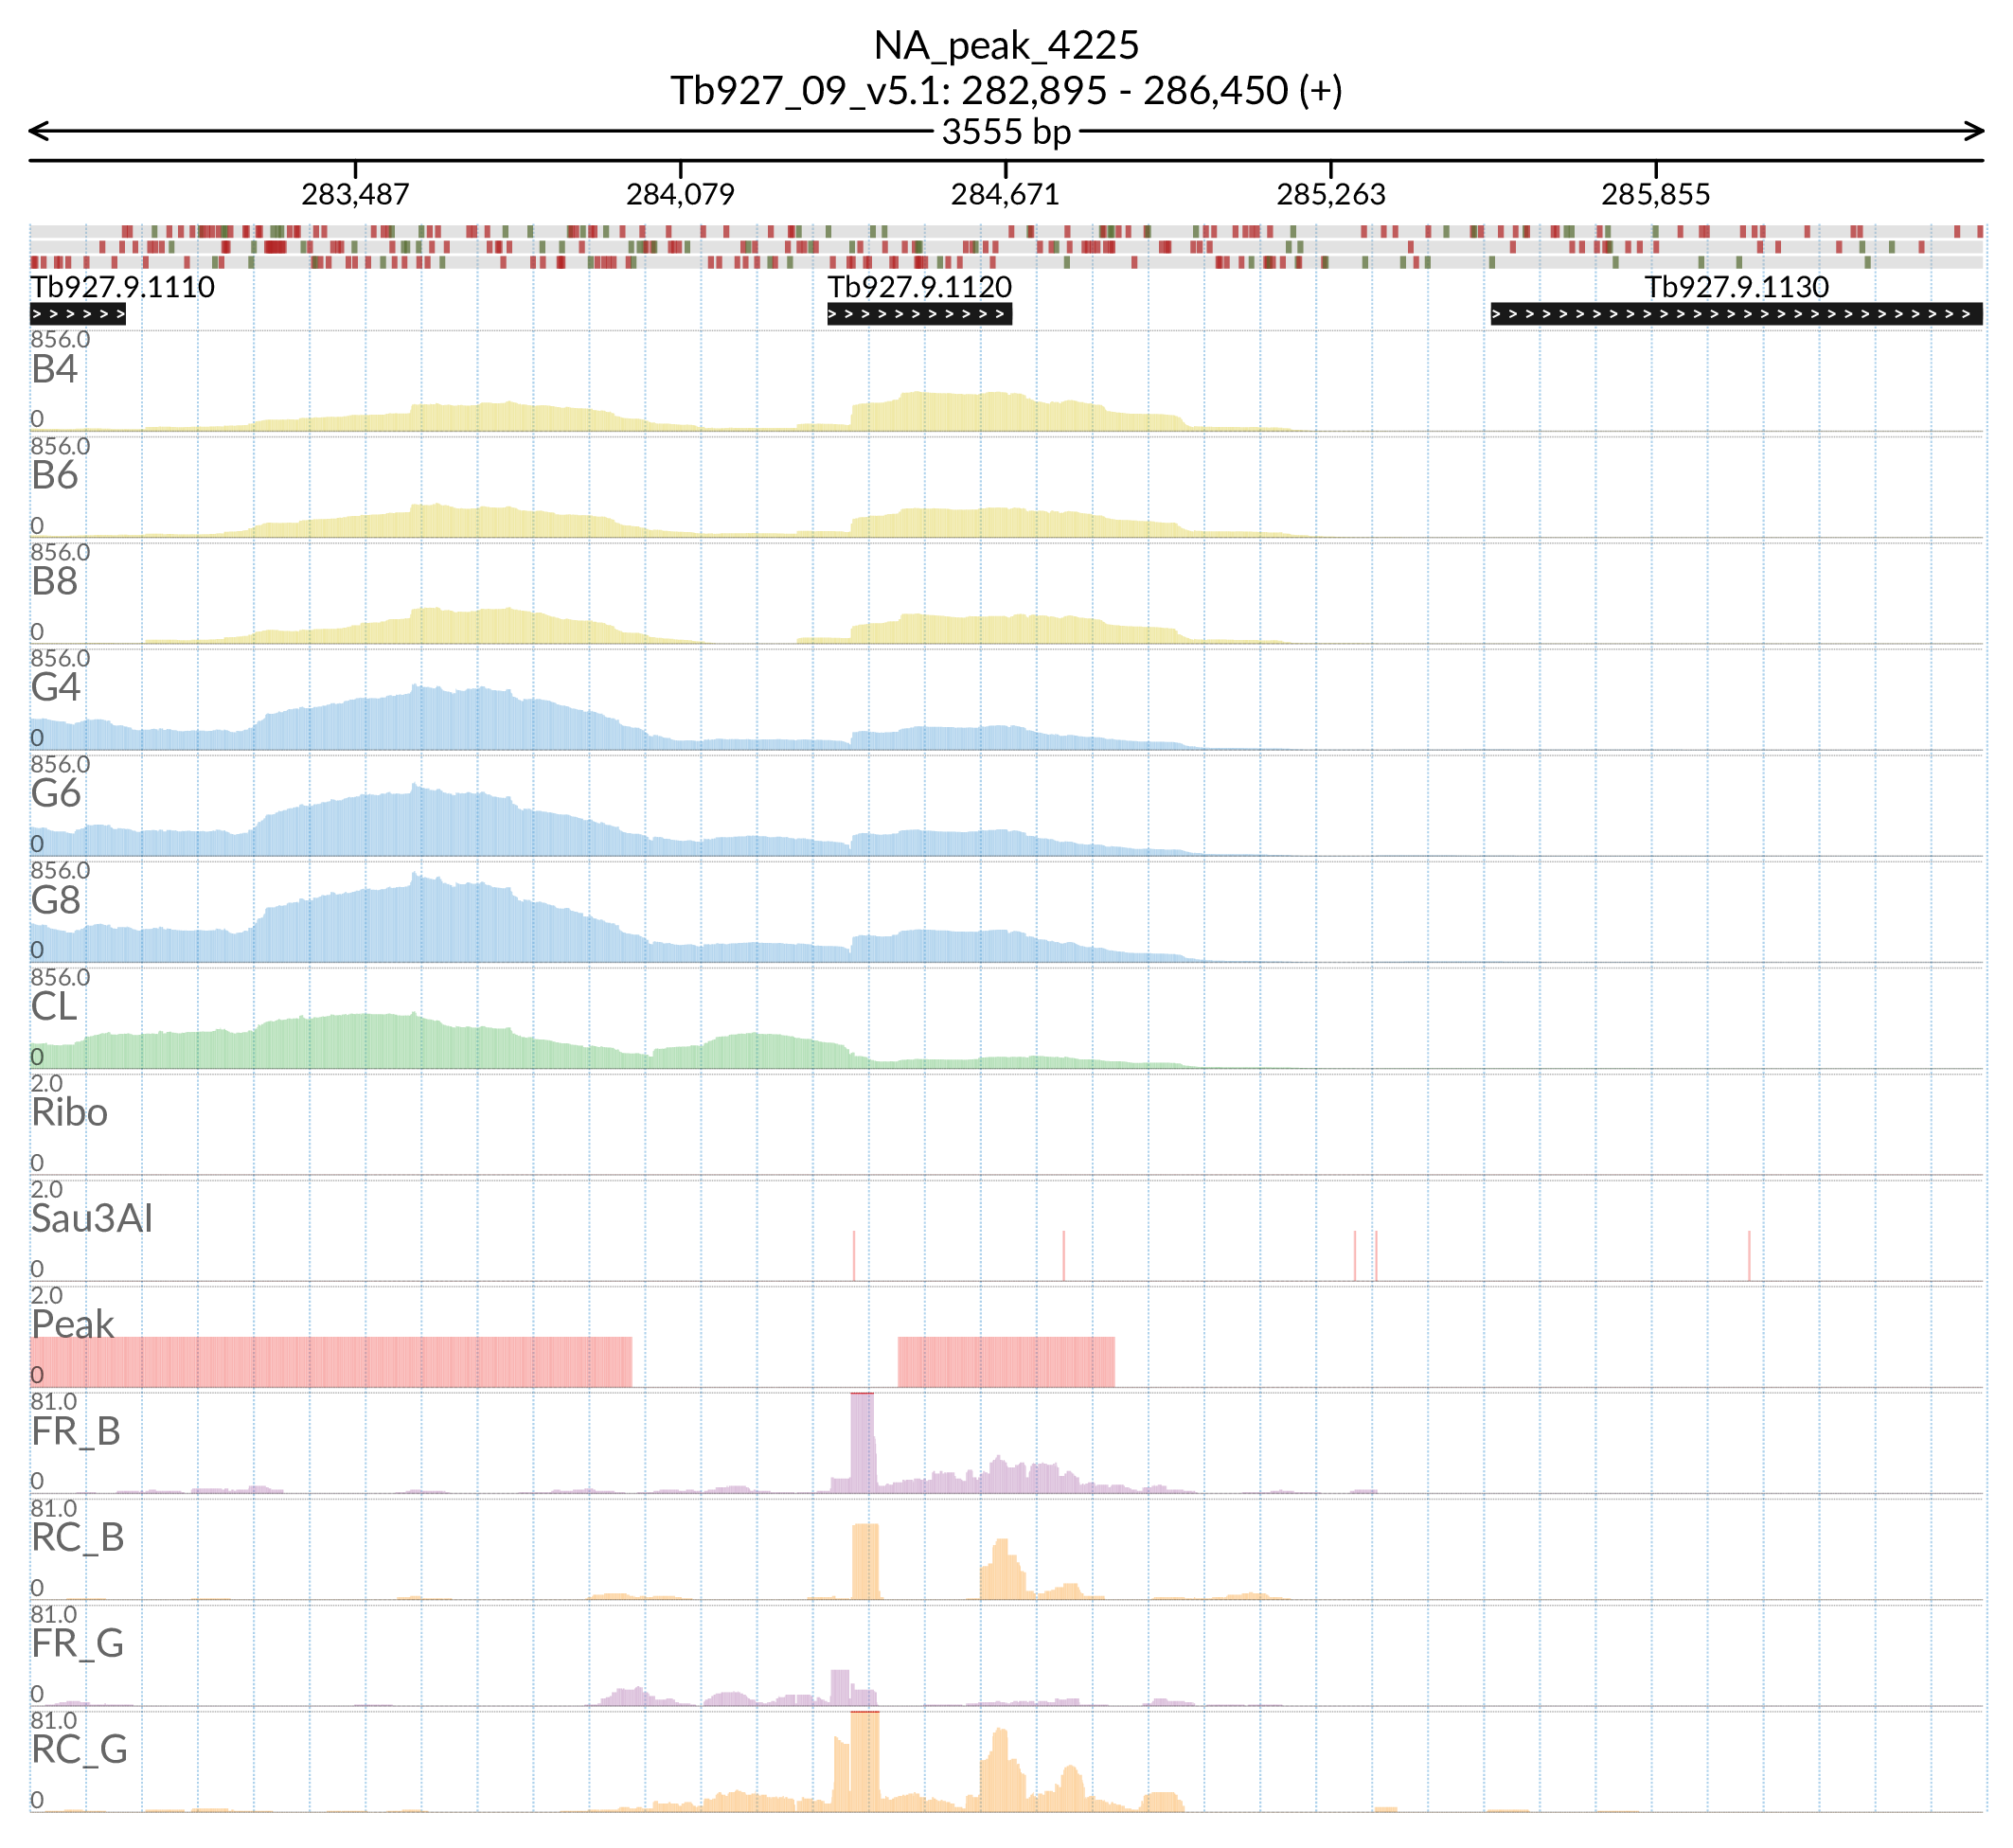 NA_peak_4225
Tb927_09_v5.1: 282,895 - 286,450 (+)
3555 bp
283,487 284,079 284,671 285,263 285,855
Tb927.9.1110 Tb927.9.1120 Tb927.9.1130
856.0
B4
0
856.0
B6
0
856.0
B8
0
856.0
G4
0
856.0
G6
0
856.0
G8
0
856.0
CL
0
2.0
Ribo
0
2.0
Sau3AI
0
2.0
Peak
0
81.0
FR_B
0
81.0
RC_B
0
81.0
FR_G
0
81.0
RC_G
0